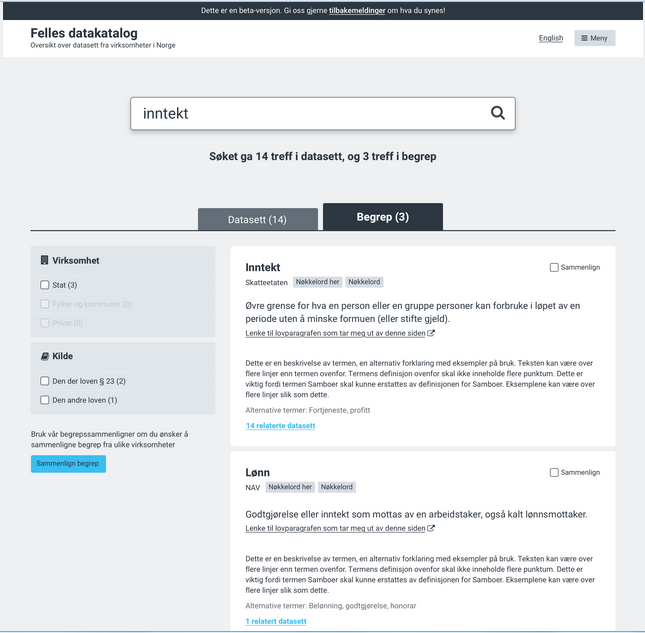 Dette er en beta-versjon. Gi oss gjerne tilbakemeldinger om hva du synes!
Felles datakatalog
Oversikt over datasett fra virksomheter i Norge
English
Meny
inntekt
Søket ga 14 treff i datasett, og 3 treff i begrep
Datasett (14)
Begrep (3)
Virksomhet
Stat (3)
Fylker og kommuner (0)
Privat (0)
Kilde
Den der loven § 23 (2)
Den andre loven (1)
Bruk vår begrepssammenligner om du ønsker å
sammenligne begrep fra ulike virksomheter
Sammenlign begrep
Inntekt
Sammenlign
Skatteetaten Nøkkelord her Nøkkelord
Øvre grense for hva en person eller en gruppe personer kan forbruke i løpet av en
periode uten å minske formuen (eller stifte gjeld).
Lenke til lovparagrafen som tar meg ut av denne siden
Dette er en beskrivelse av termen, en alternativ forklaring med eksempler på bruk. Teksten kan være over
flere linjer enn termen ovenfor. Termens definisjon ovenfor skal ikke inneholde flere punktum. Dette er
viktig fordi termen Samboer skal kunne erstattes av definisjonen for Samboer. Eksemplene kan være over
flere linjer slik som dette.
Alternative termer: Fortjeneste, profitt
14 relaterte datasett
Lønn
Sammenlign
NAV Nøkkelord her Nøkkelord
Godtgjørelse eller inntekt som mottas av en arbeidstaker, også kalt lønnsmottaker.
Lenke til lovparagrafen som tar meg ut av denne siden
Dette er en beskrivelse av termen, en alternativ forklaring med eksempler på bruk. Teksten kan være over
flere linjer enn termen ovenfor. Termens definisjon ovenfor skal ikke inneholde flere punktum. Dette er
viktig fordi termen Samboer skal kunne erstattes av definisjonen for Samboer. Eksemplene kan være over
flere linjer slik som dette.
Alternative termer: Belønning, godtgjørelse, honorar
1 relatert datasett